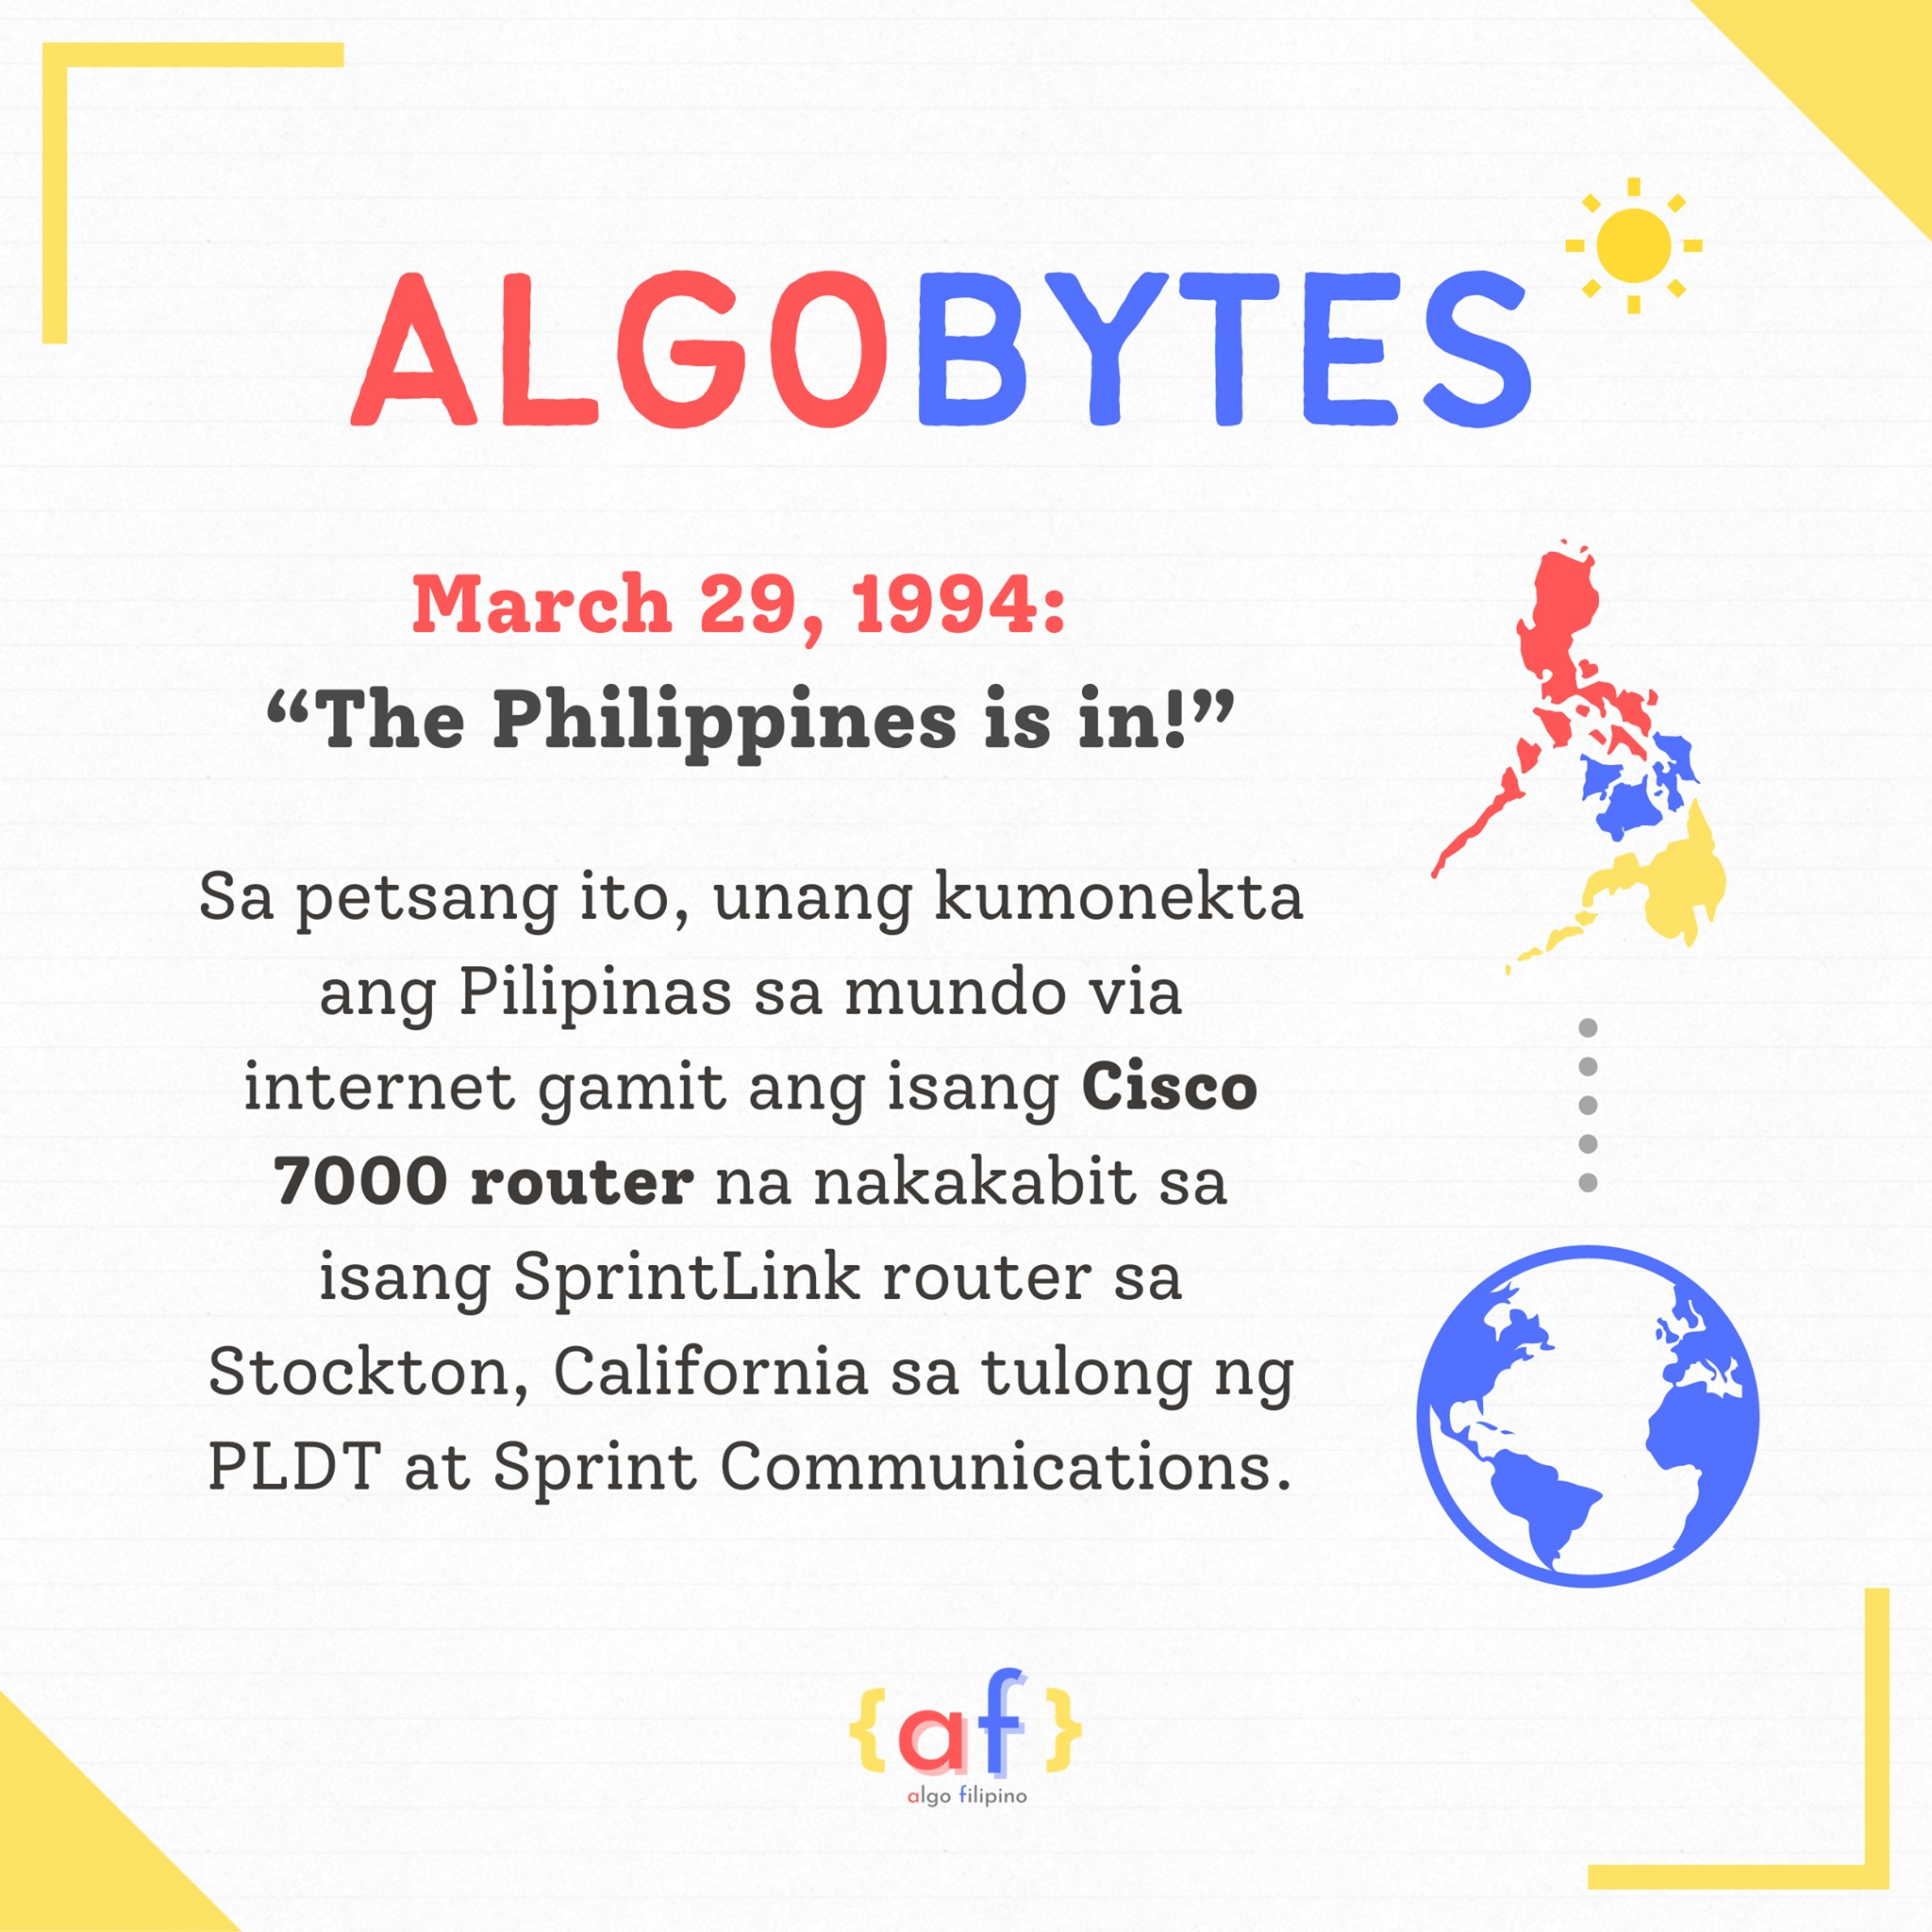 ALGOBYTES
March 29, 1994:
“The Philippines is in!”
Sa petsang ito, unang kumonekta
ang Pilipinas sa mundo via
internet gamit ang isang Cisco
7000 router na nakakabit sa
isang SprintLink router sa
Stockton, California sa tulong ng
PLDT at Sprint Communications.
{af}
algo filipino